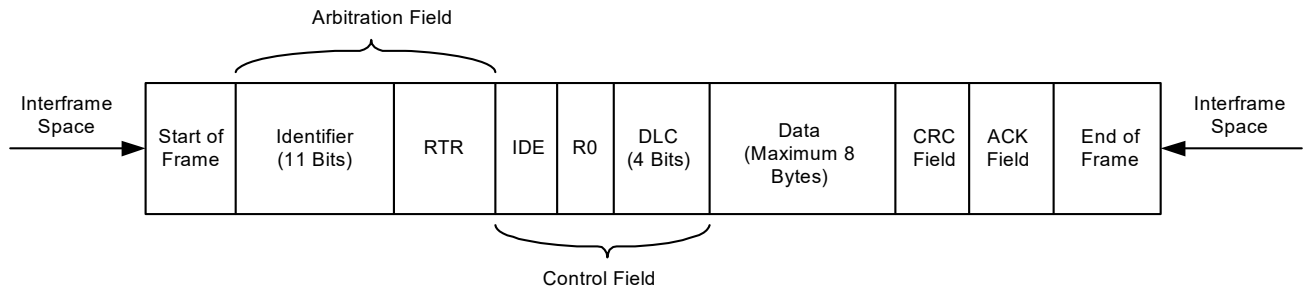 Arbitration Field
Interframe
Space
Start of
Frame
Identifier
(11 Bits)
RTR
IDE
R0
DLC
(4 Bits)
Data
(Maximum 8
Bytes)
CRC
Field
ACK
Field
End of
Frame
Interframe
Space
Control Field